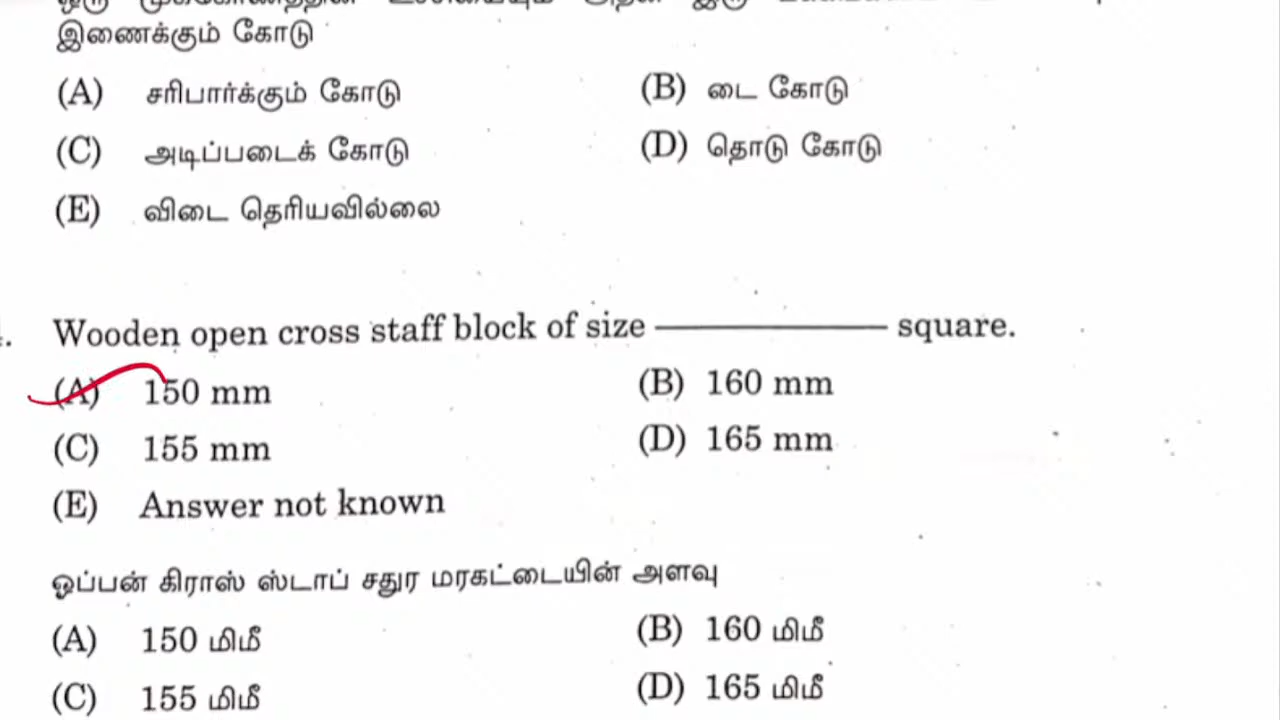 இணைக்கும் கோடு
(A) சரிபார்க்கும் கோடு (B) டை கோடு
(C) அடிப்படைக் கோடு (D) தொடு கோடு
(E) விடை தெரியவில்லை
Wooden open cross staff block of size ———— square.
(A) 150 mm (B) 160 mm
(C) 155 mm (D) 165 mm
(E) Answer not known
ஓப்பன் கிராஸ் ஸ்டாப் சதுர மரகட்டையின் அளவு
(A) 150 மிமீ (B) 160 மிமீ
(C) 155 மிமீ (D) 165 மிமீ